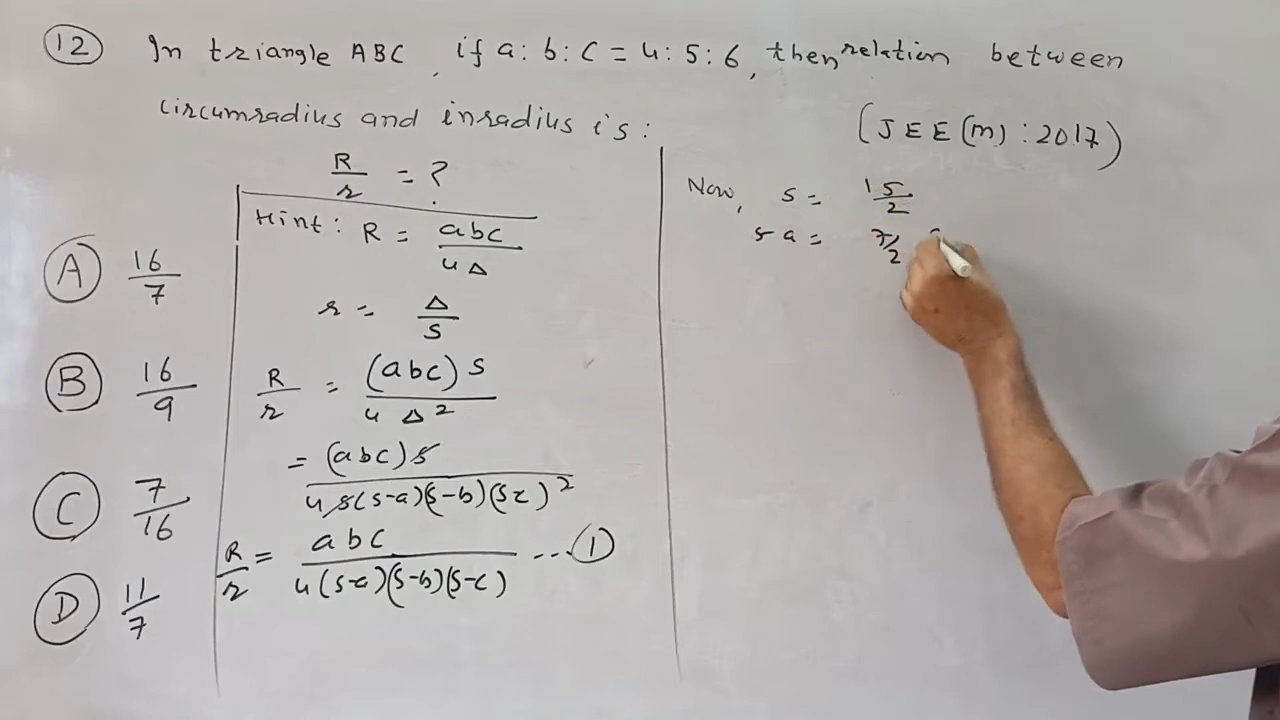 12 In triangle ABC, if a : b : c = 4 : 5 : 6, then relation between
circumradius and inradius is :
(JEE (m) : 2017)
R/r = ?
Hint : R = abc/4Δ
r = Δ/s
R/r = (abc) s/4 Δ²
= (abc) s/4 s(s-a)(s-b)(s c)²
R/r = abc/4(s-a)(s-b)(s-c) ---(1)
A 16/7
B 16/9
C 7/16
D 11/7
Now, s = 15/2
s a = 7/2